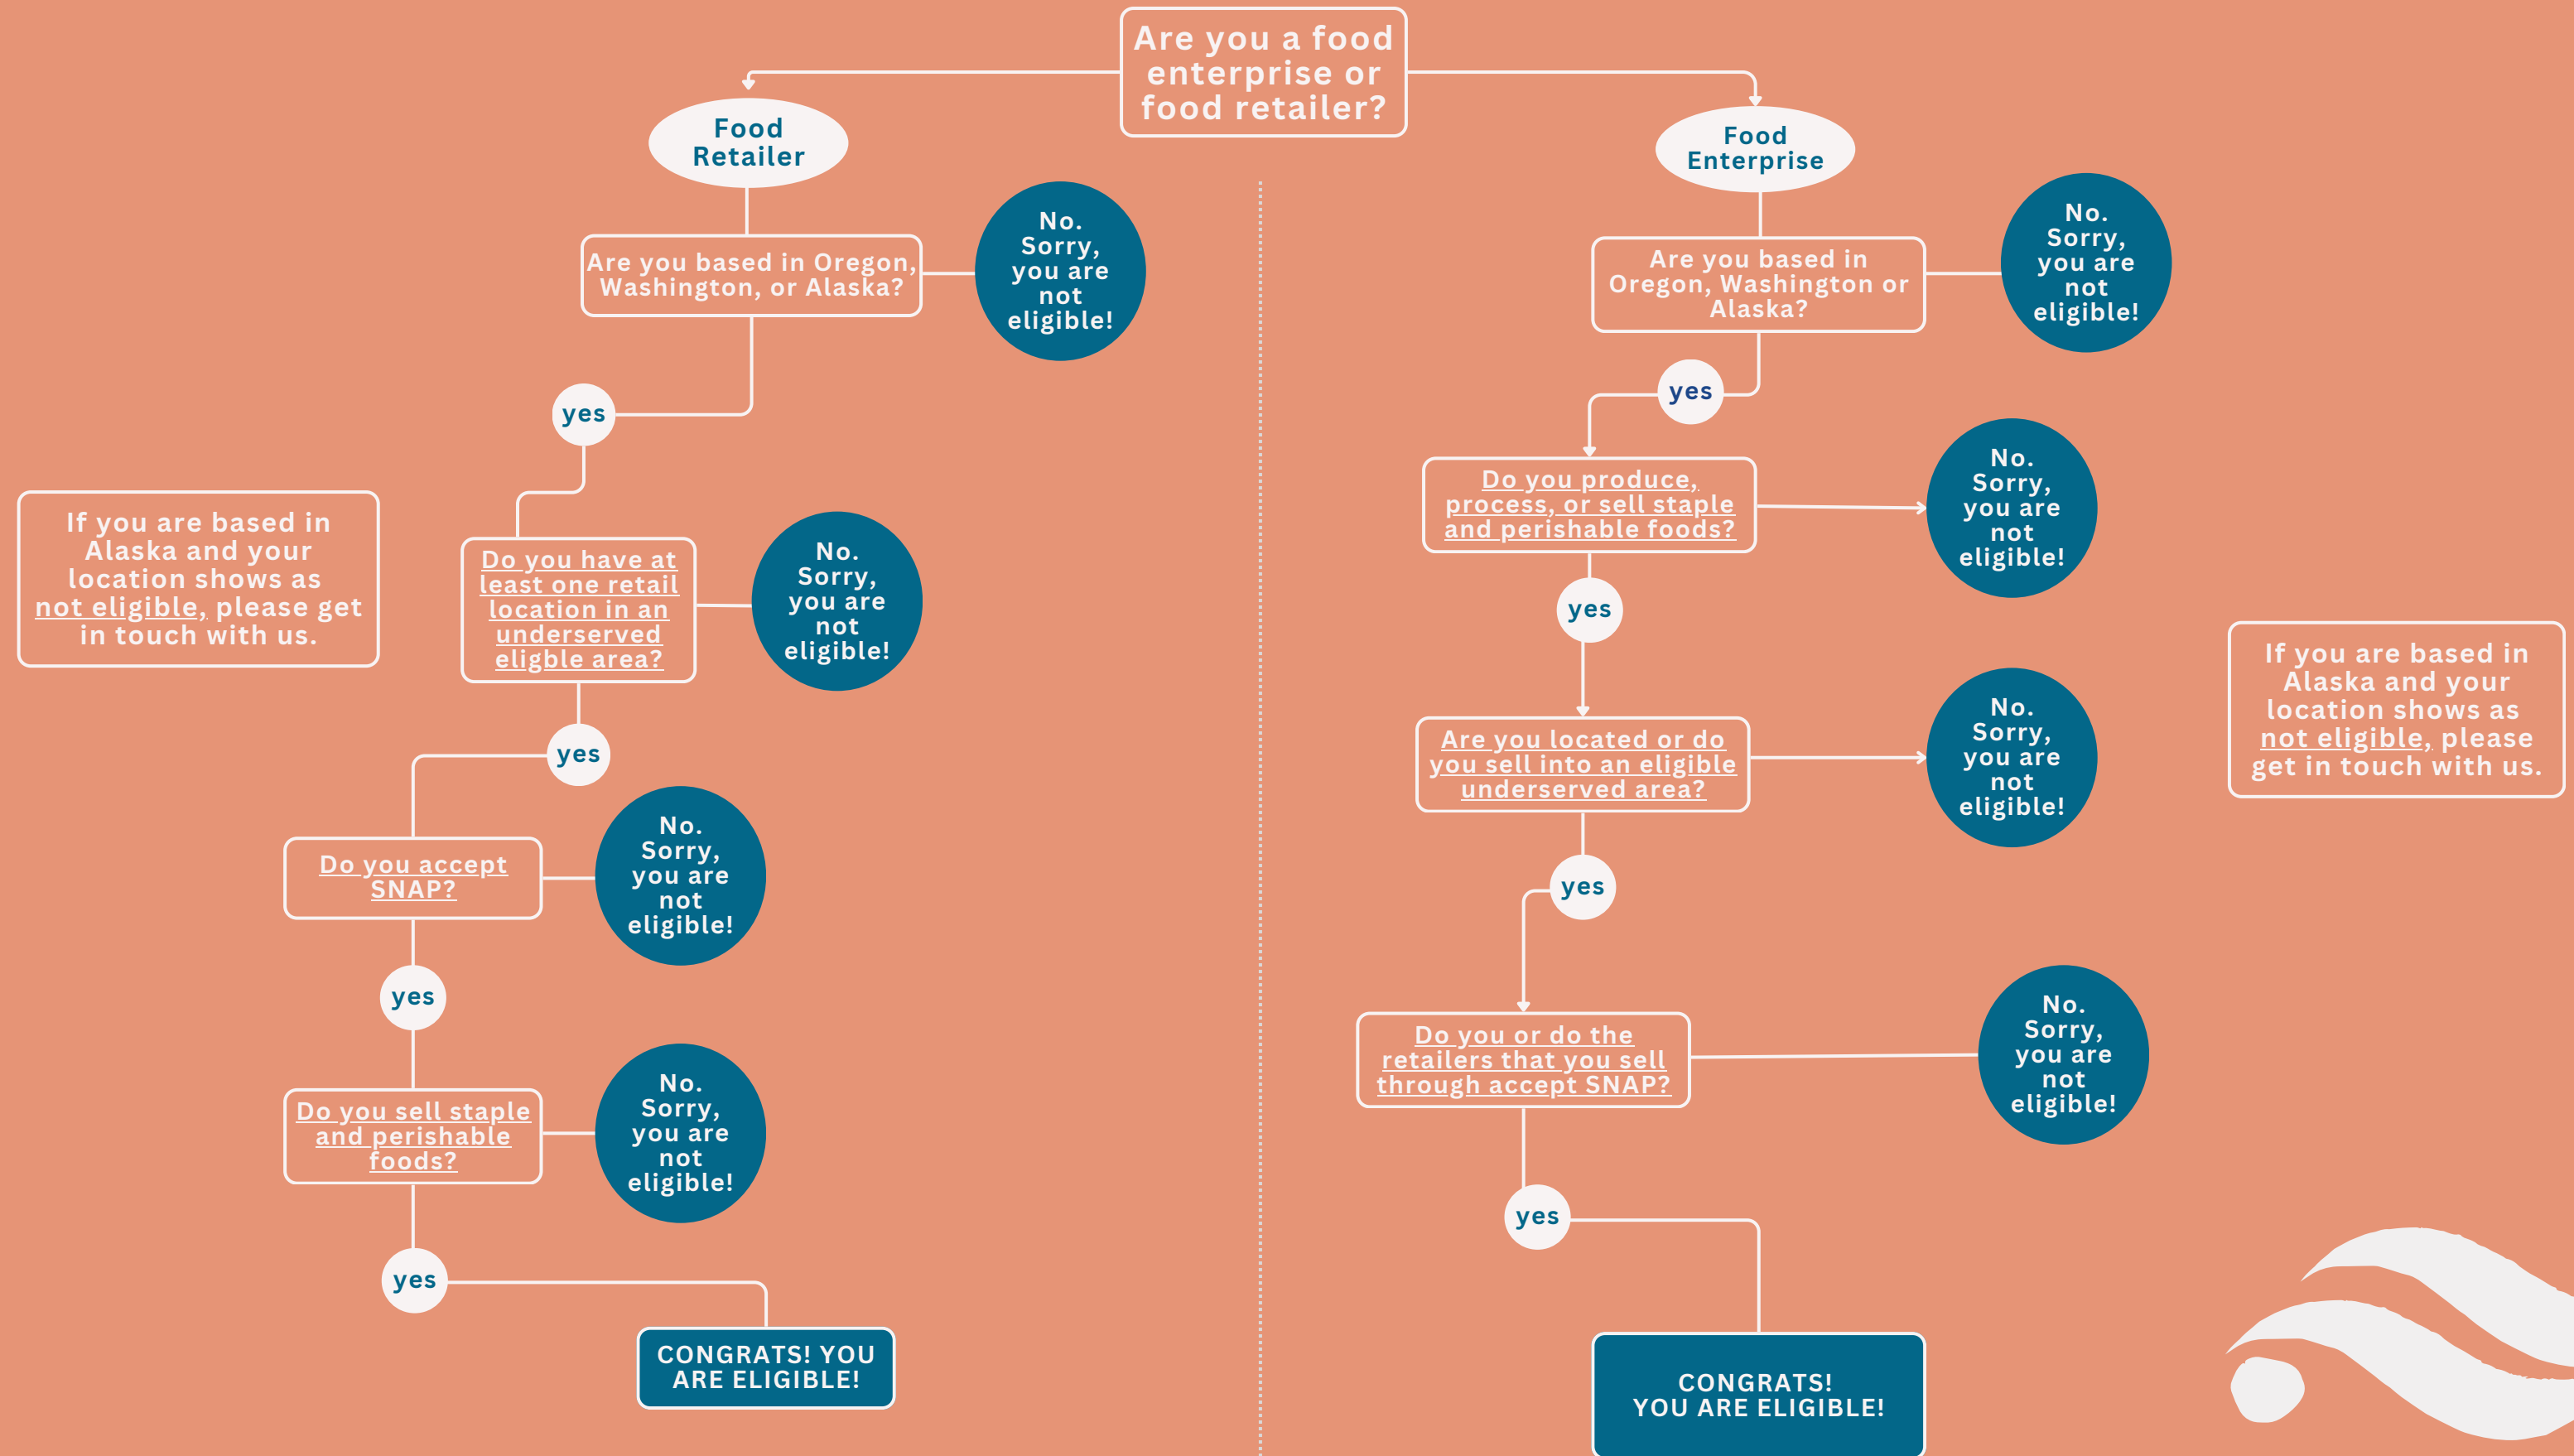 Are you a food
enterprise or
food retailer?
Food
Retailer
Are you based in Oregon,
Washington, or Alaska?
No.
Sorry,
you are
not
eligible!
yes
If you are based in
Alaska and your
location shows as
not eligible, please get
in touch with us.
Do you have at
least one retail
location in an
underserved
eligble area?
No.
Sorry,
you are
not
eligible!
yes
Do you accept
SNAP?
No.
Sorry,
you are
not
eligible!
yes
Do you sell staple
and perishable
foods?
No.
Sorry,
you are
not
eligible!
yes
CONGRATS! YOU
ARE ELIGIBLE!
Food
Enterprise
Are you based in
Oregon, Washington or
Alaska?
No.
Sorry,
you are
not
eligible!
yes
Do you produce,
process, or sell staple
and perishable foods?
No.
Sorry,
you are
not
eligible!
yes
Are you located or do
you sell into an eligible
underserved area?
No.
Sorry,
you are
not
eligible!
If you are based in
Alaska and your
location shows as
not eligible, please
get in touch with us.
yes
Do you or do the
retailers that you sell
through accept SNAP?
No.
Sorry,
you are
not
eligible!
yes
CONGRATS!
YOU ARE ELIGIBLE!